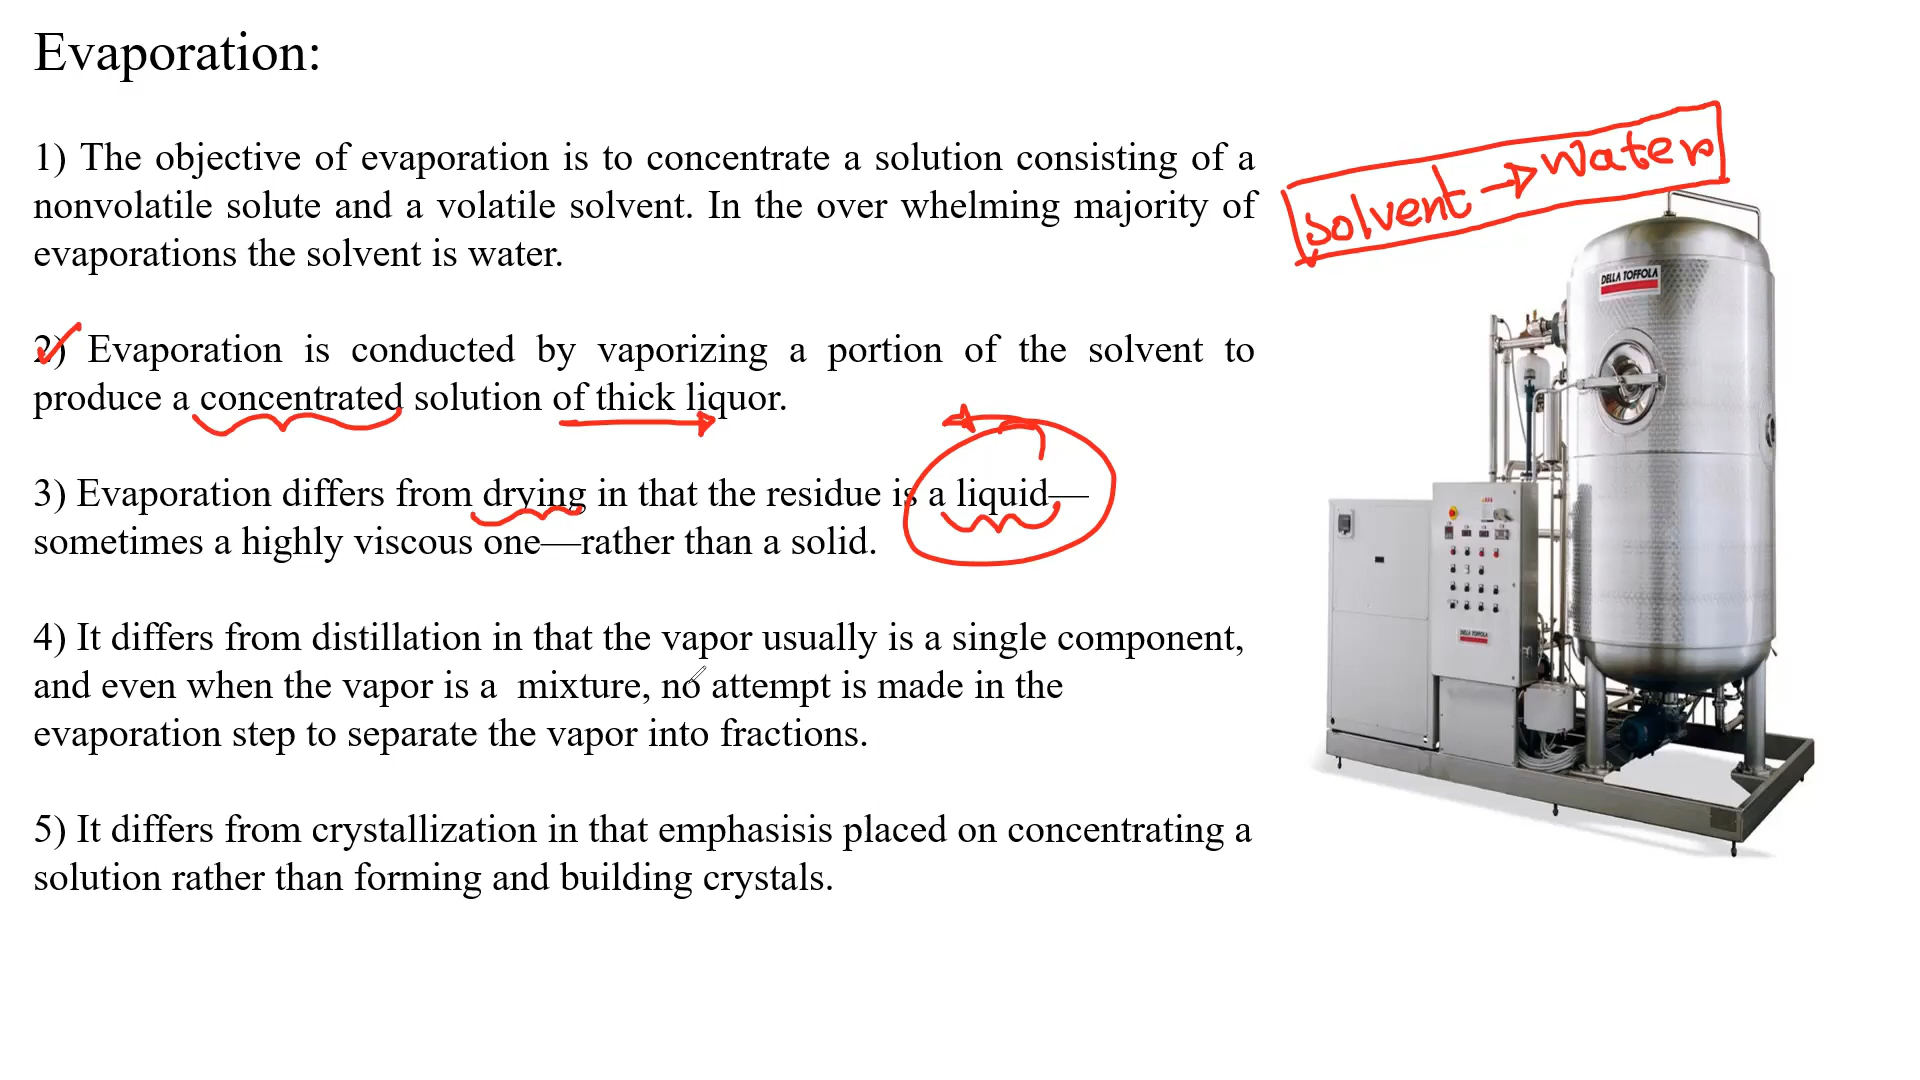 Evaporation:
1) The objective of evaporation is to concentrate a solution consisting of a
nonvolatile solute and a volatile solvent. In the over whelming majority of
evaporations the solvent is water.
solvent → water
DELLA TOFFOLA
2) Evaporation is conducted by vaporizing a portion of the solvent to
produce a concentrated solution of thick liquor.
3) Evaporation differs from drying in that the residue is a liquid—
sometimes a highly viscous one—rather than a solid.
4) It differs from distillation in that the vapor usually is a single component,
and even when the vapor is a mixture, no attempt is made in the
evaporation step to separate the vapor into fractions.
DELLA TOFFOLA
5) It differs from crystallization in that emphasisis placed on concentrating a
solution rather than forming and building crystals.